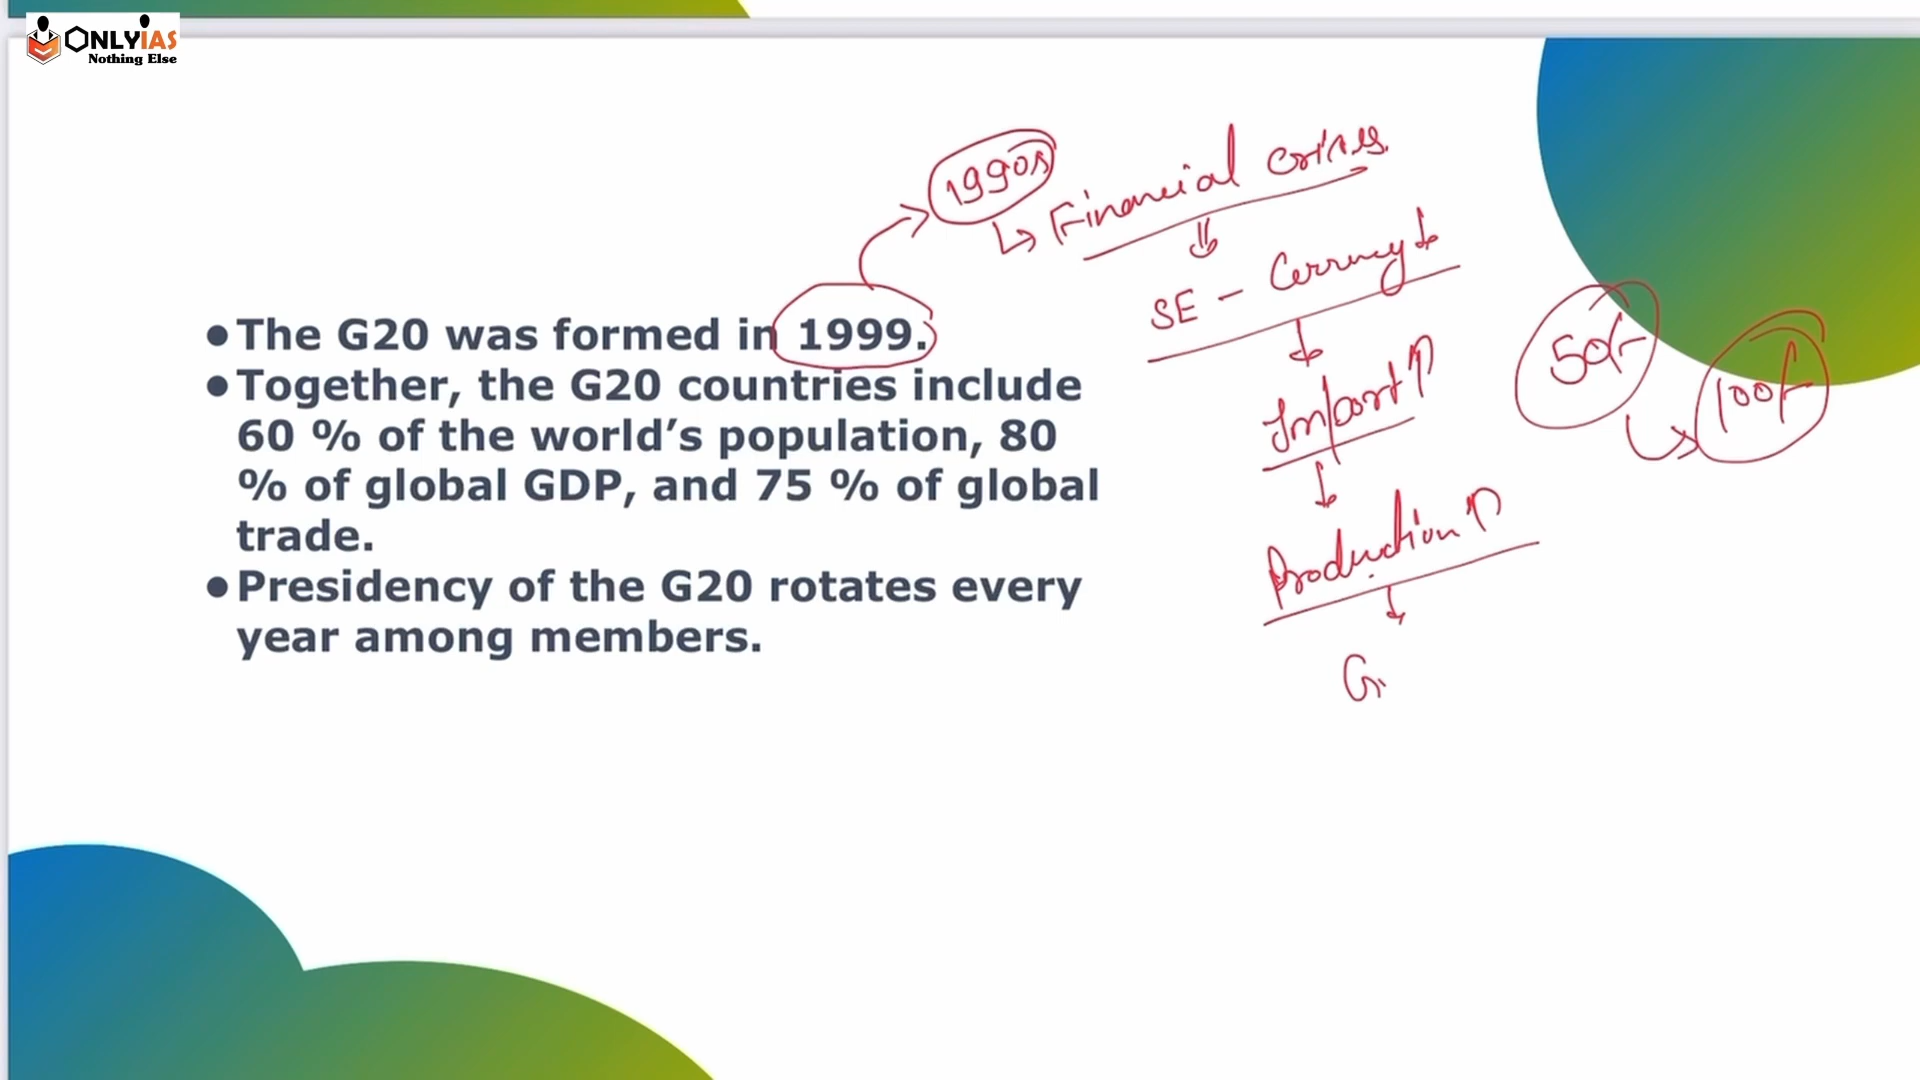 ONLYIAS
Nothing Else
1990s
Financial crises
SE - Currency ↓
Import ↑
Production ↑
G
50/-
100/-
●The G20 was formed in 1999.
●Together, the G20 countries include
60 % of the world’s population, 80
% of global GDP, and 75 % of global
trade.
●Presidency of the G20 rotates every
year among members.